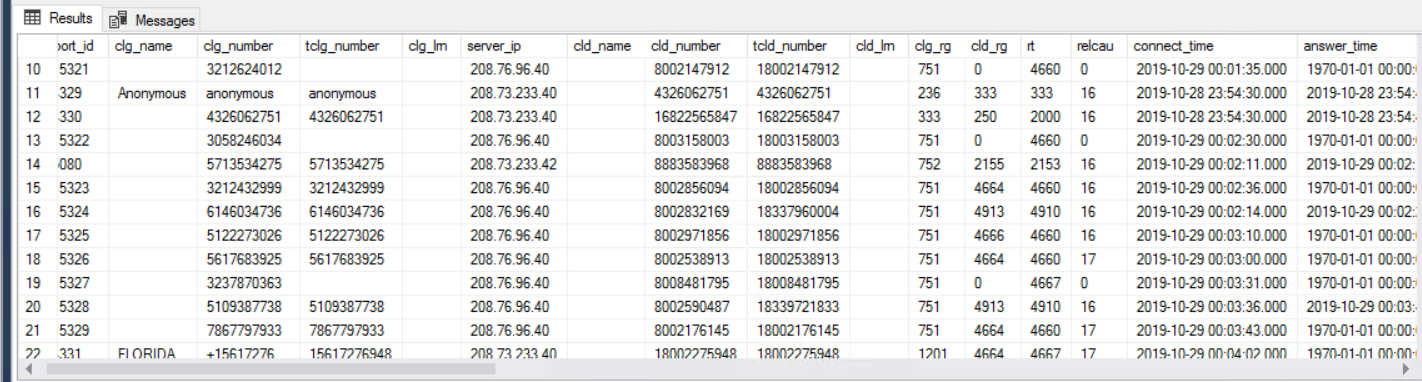 Results Messages
ort_id clg_name clg_number tclg_number clg_lrn server_ip cld_name cld_number tcld_number cld_lrn clg_rg cld_rg rt relcau connect_time answer_time
10 5321 3212624012 208.76.96.40 8002147912 18002147912 751 0 4660 0 2019-10-29 00:01:35.000 1970-01-01 00:00:
11 329 Anonymous anonymous anonymous 208.73.233.40 4326062751 4326062751 236 333 333 16 2019-10-28 23:54:30.000 2019-10-28 23:54:
12 330 4326062751 4326062751 208.73.233.40 16822565847 16822565847 333 250 2000 16 2019-10-28 23:54:30.000 2019-10-28 23:54:
13 5322 3058246034 208.76.96.40 8003158003 18003158003 751 0 4660 0 2019-10-29 00:02:30.000 1970-01-01 00:00:
14 080 5713534275 5713534275 208.73.233.42 8883583968 8883583968 752 2155 2153 16 2019-10-29 00:02:11.000 2019-10-29 00:02:
15 5323 3212432999 3212432999 208.76.96.40 8002856094 18002856094 751 4664 4660 16 2019-10-29 00:02:36.000 1970-01-01 00:00:
16 5324 6146034736 6146034736 208.76.96.40 8002832169 18337960004 751 4913 4910 16 2019-10-29 00:02:14.000 2019-10-29 00:02:
17 5325 5122273026 5122273026 208.76.96.40 8002971856 18002971856 751 4666 4660 16 2019-10-29 00:03:10.000 1970-01-01 00:00:
18 5326 5617683925 5617683925 208.76.96.40 8002538913 18002538913 751 4664 4660 17 2019-10-29 00:03:00.000 1970-01-01 00:00:
19 5327 3237870363 208.76.96.40 8008481795 18008481795 751 0 4667 0 2019-10-29 00:03:31.000 1970-01-01 00:00:
20 5328 5109387738 5109387738 208.76.96.40 8002590487 18339721833 751 4913 4910 16 2019-10-29 00:03:36.000 2019-10-29 00:03:
21 5329 7867797933 7867797933 208.76.96.40 8002176145 18002176145 751 4664 4660 17 2019-10-29 00:03:43.000 1970-01-01 00:00:
22 331 FLORIDA +15617276 15617276948 208.73.233.40 18002275948 18002275948 1201 4664 4667 17 2019-10-29 00:04:02.000 1970-01-01 00:00: